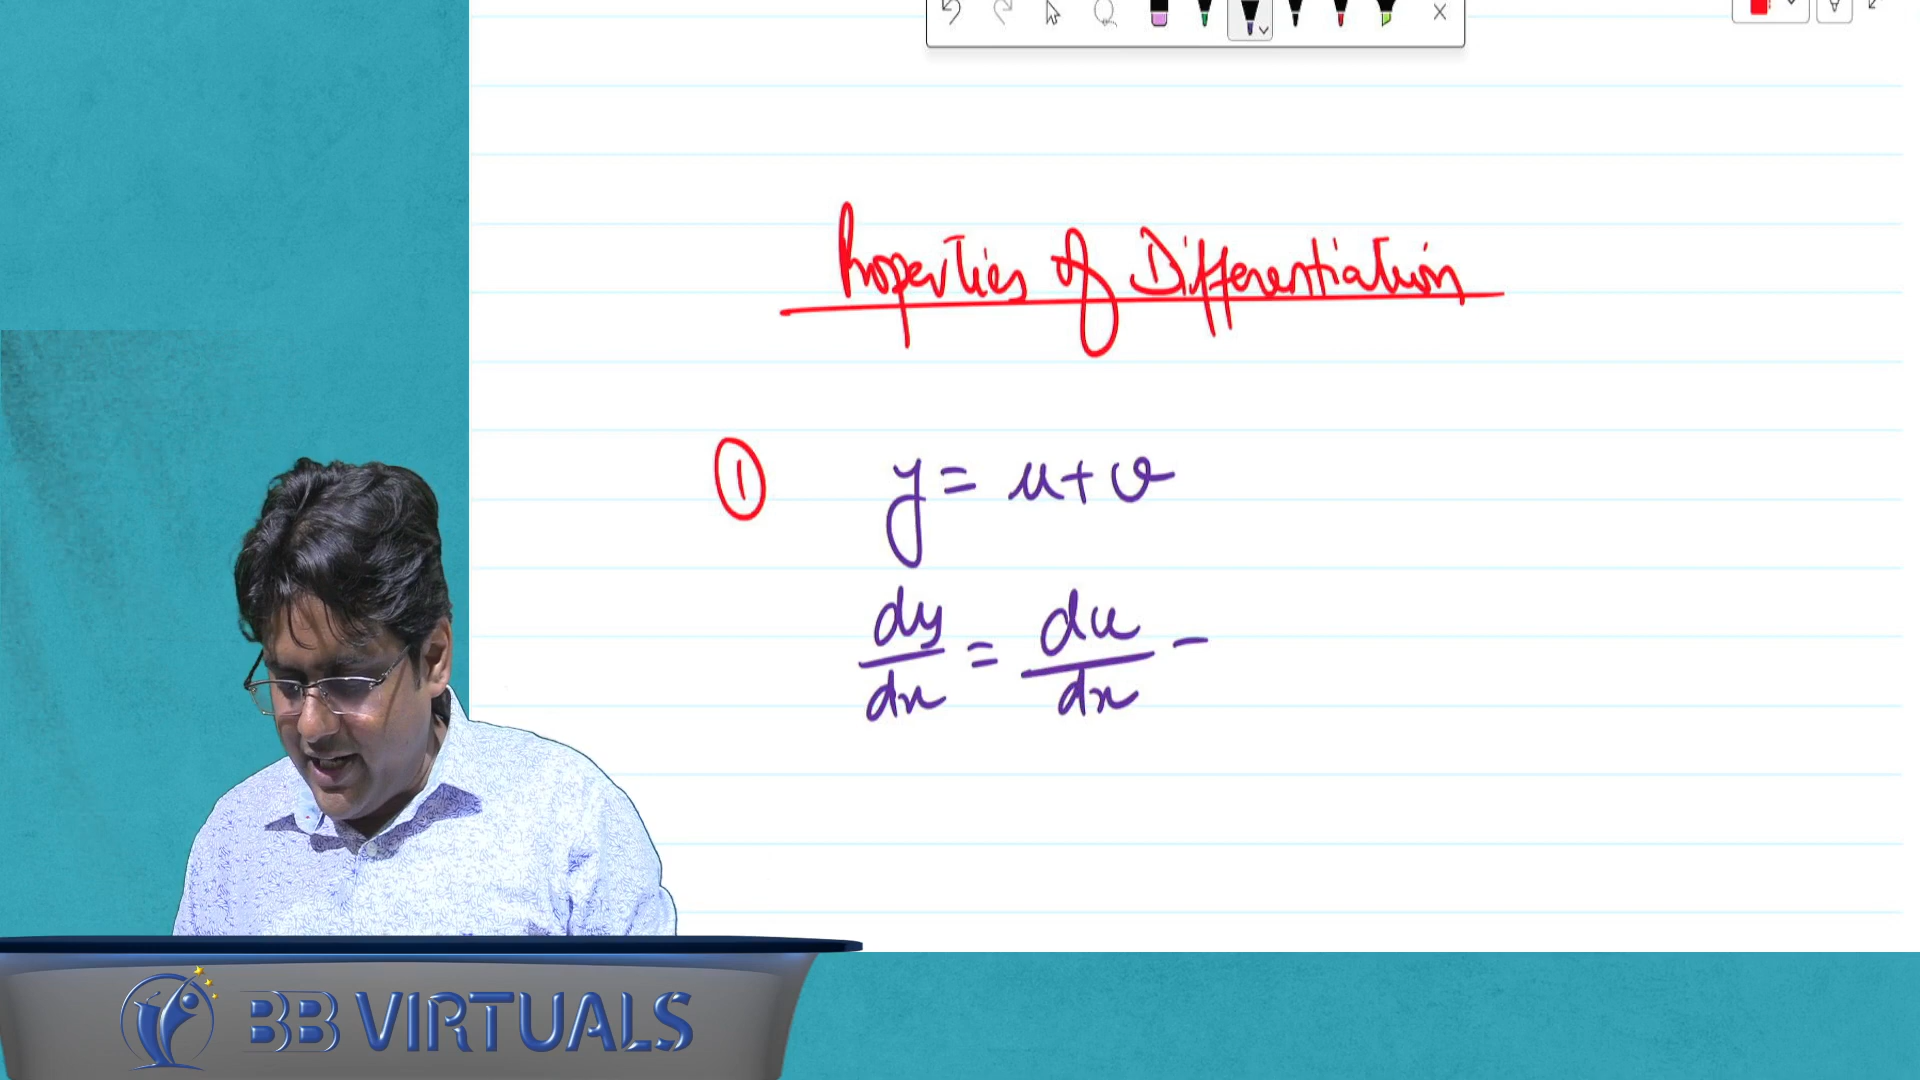 Properties of Differentiation
① y = u + v
dy/dx = du/dx –
BB VIRTUALS